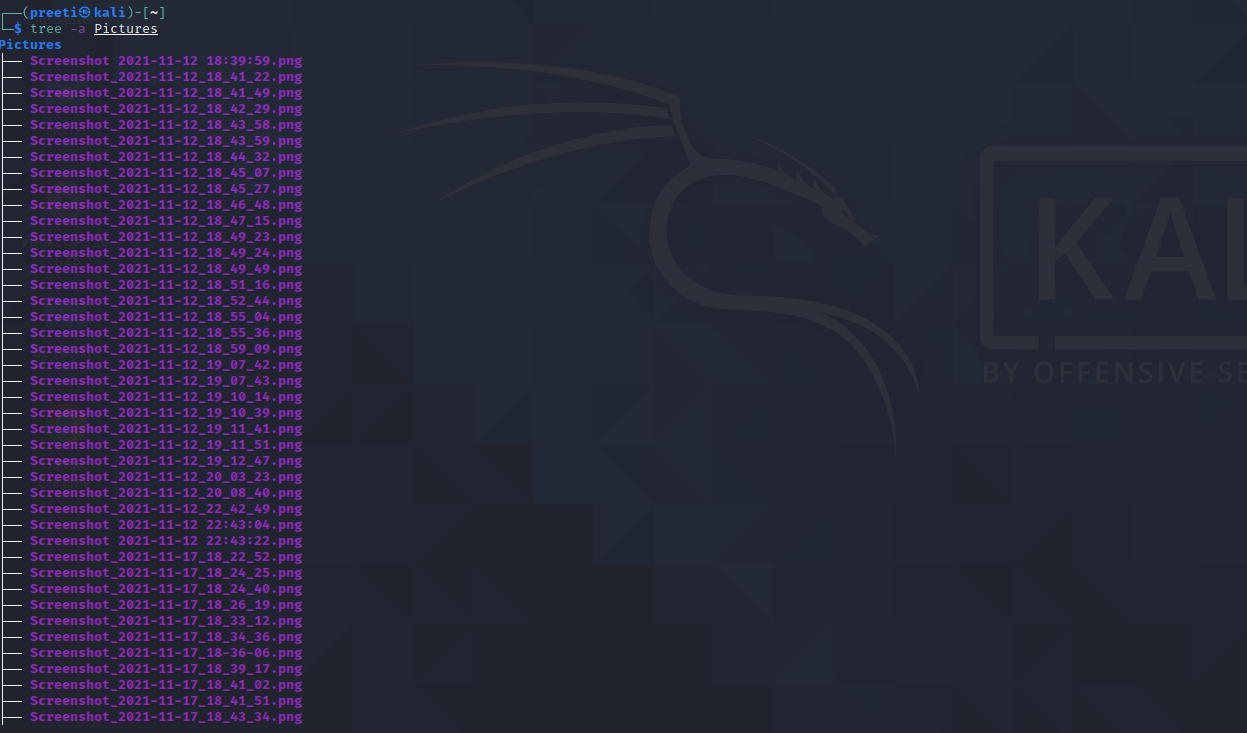 ┌──(preeti㉿kali)-[~]
└─$ tree -a Pictures
Pictures
├── Screenshot 2021-11-12 18:39:59.png
├── Screenshot_2021-11-12_18_41_22.png
├── Screenshot_2021-11-12_18_41_49.png
├── Screenshot_2021-11-12_18_42_29.png
├── Screenshot_2021-11-12_18_43_58.png
├── Screenshot_2021-11-12_18_43_59.png
├── Screenshot_2021-11-12_18_44_32.png
├── Screenshot_2021-11-12_18_45_07.png
├── Screenshot_2021-11-12_18_45_27.png
├── Screenshot_2021-11-12_18_46_48.png
├── Screenshot_2021-11-12_18_47_15.png
├── Screenshot_2021-11-12_18_49_23.png
├── Screenshot_2021-11-12_18_49_24.png
├── Screenshot_2021-11-12_18_49_49.png
├── Screenshot_2021-11-12_18_51_16.png
├── Screenshot_2021-11-12_18_52_44.png
├── Screenshot_2021-11-12_18_55_04.png
├── Screenshot_2021-11-12_18_55_36.png
├── Screenshot_2021-11-12_18_59_09.png
├── Screenshot_2021-11-12_19_07_42.png
├── Screenshot_2021-11-12_19_07_43.png
├── Screenshot_2021-11-12_19_10_14.png
├── Screenshot_2021-11-12_19_10_39.png
├── Screenshot_2021-11-12_19_11_41.png
├── Screenshot_2021-11-12_19_11_51.png
├── Screenshot_2021-11-12_19_12_47.png
├── Screenshot_2021-11-12_20_03_23.png
├── Screenshot_2021-11-12_20_08_40.png
├── Screenshot_2021-11-12_22_42_49.png
├── Screenshot 2021-11-12 22:43:04.png
├── Screenshot 2021-11-12 22:43:22.png
├── Screenshot_2021-11-17_18_22_52.png
├── Screenshot_2021-11-17_18_24_25.png
├── Screenshot_2021-11-17_18_24_40.png
├── Screenshot_2021-11-17_18_26_19.png
├── Screenshot_2021-11-17_18_33_12.png
├── Screenshot_2021-11-17_18_34_36.png
├── Screenshot_2021-11-17_18-36-06.png
├── Screenshot_2021-11-17_18_39_17.png
├── Screenshot_2021-11-17_18_41_02.png
├── Screenshot_2021-11-17_18_41_51.png
├── Screenshot_2021-11-17_18_43_34.png
KAL
BY OFFENSIVE SE